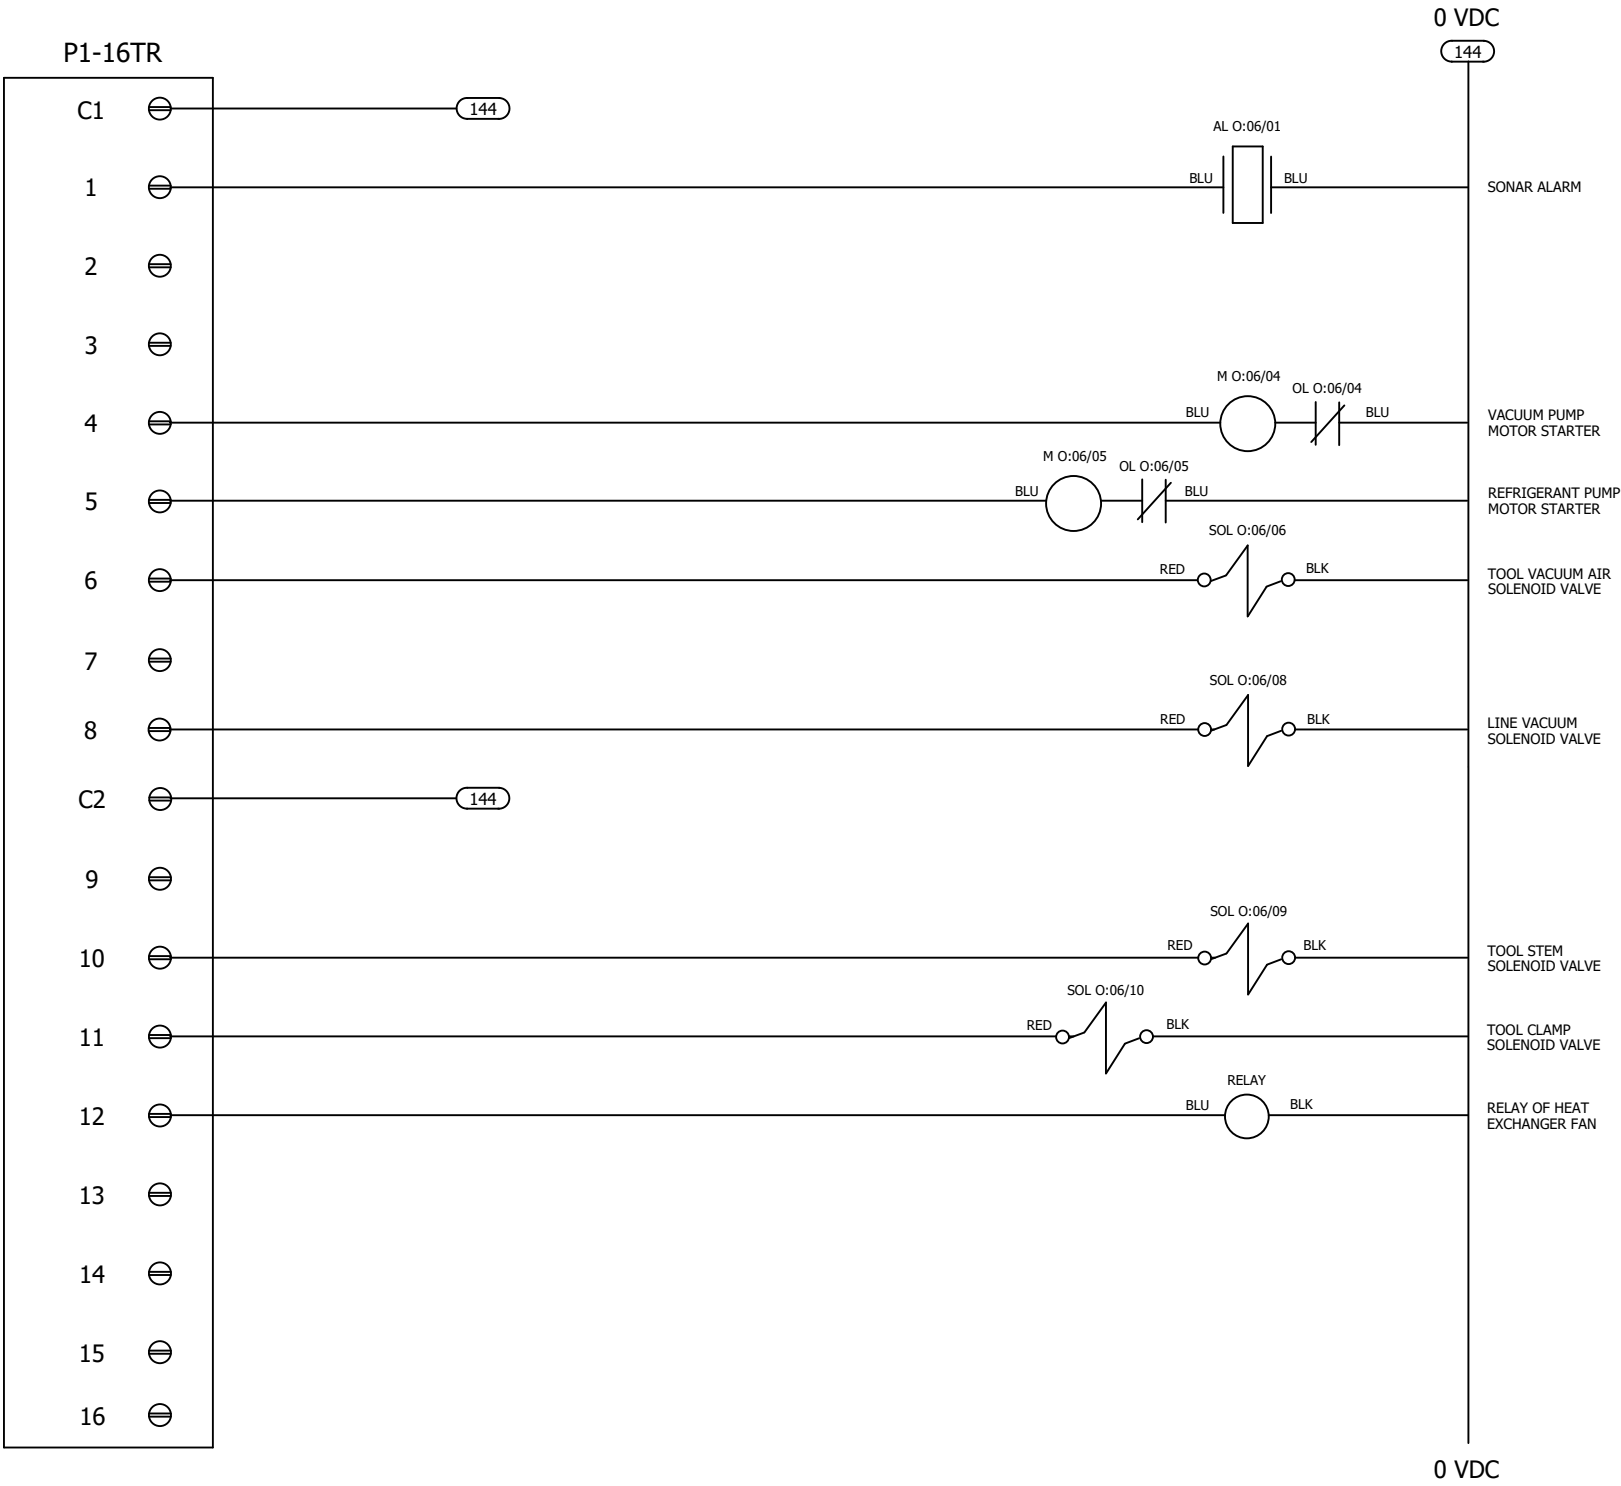 0 VDC
144
P1-16TR
C1
144
AL O:06/01
1
BLU
BLU
SONAR ALARM
2
3
M O:06/04
OL O:06/04
4
BLU
BLU
VACUUM PUMP
MOTOR STARTER
M O:06/05
OL O:06/05
5
BLU
BLU
REFRIGERANT PUMP
MOTOR STARTER
SOL O:06/06
6
RED
BLK
TOOL VACUUM AIR
SOLENOID VALVE
7
SOL O:06/08
8
RED
BLK
LINE VACUUM
SOLENOID VALVE
C2
144
9
SOL O:06/09
10
RED
BLK
TOOL STEM
SOLENOID VALVE
SOL O:06/10
11
RED
BLK
TOOL CLAMP
SOLENOID VALVE
RELAY
12
BLU
BLK
RELAY OF HEAT
EXCHANGER FAN
13
14
15
16
0 VDC